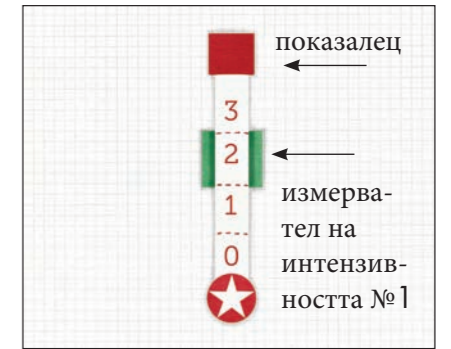 показалец
3
2
1
0
измерва-
тел на
интензив-
ността №1